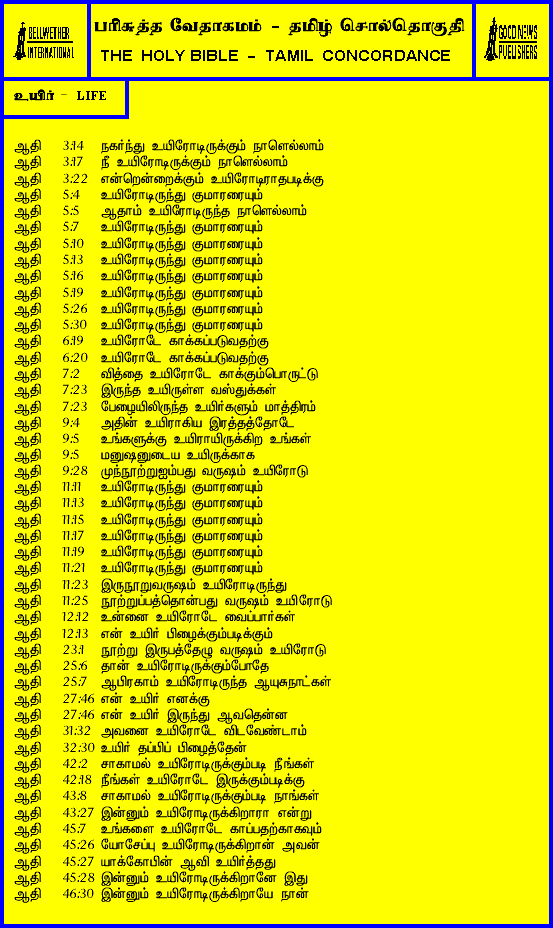 BELLWETHER
INTERNATIONAL
பரிசுத்த வேதாகமம் - தமிழ் சொல்தொகுதி
THE HOLY BIBLE - TAMIL CONCORDANCE
GOOD NEWS
PUBLISHERS
உயிர் - LIFE
ஆதி 3:14 நகர்ந்து உயிரோடிருக்கும் நாளெல்லாம்
ஆதி 3:17 நீ உயிரோடிருக்கும் நாளெல்லாம்
ஆதி 3:22 என்றென்றைக்கும் உயிரோடிராதபடிக்கு
ஆதி 5:4 உயிரோடிருந்து குமாரரையும்
ஆதி 5:5 ஆதாம் உயிரோடிருந்த நாளெல்லாம்
ஆதி 5:7 உயிரோடிருந்து குமாரரையும்
ஆதி 5:10 உயிரோடிருந்து குமாரரையும்
ஆதி 5:13 உயிரோடிருந்து குமாரரையும்
ஆதி 5:16 உயிரோடிருந்து குமாரரையும்
ஆதி 5:19 உயிரோடிருந்து குமாரரையும்
ஆதி 5:26 உயிரோடிருந்து குமாரரையும்
ஆதி 5:30 உயிரோடிருந்து குமாரரையும்
ஆதி 6:19 உயிரோடே காக்கப்படுவதற்கு
ஆதி 6:20 உயிரோடே காக்கப்படுவதற்கு
ஆதி 7:2 வித்தை உயிரோடே காக்கும்பொருட்டு
ஆதி 7:23 இருந்த உயிருள்ள வஸ்துக்கள்
ஆதி 7:23 பேழையிலிருந்த உயிர்களும் மாத்திரம்
ஆதி 9:4 அதின் உயிராகிய இரத்தத்தோடே
ஆதி 9:5 உங்களுக்கு உயிராயிருக்கிற உங்கள்
ஆதி 9:5 மனுஷனுடைய உயிருக்காக
ஆதி 9:28 முந்நூற்றுஐம்பது வருஷம் உயிரோடு
ஆதி 11:11 உயிரோடிருந்து குமாரரையும்
ஆதி 11:13 உயிரோடிருந்து குமாரரையும்
ஆதி 11:15 உயிரோடிருந்து குமாரரையும்
ஆதி 11:17 உயிரோடிருந்து குமாரரையும்
ஆதி 11:19 உயிரோடிருந்து குமாரரையும்
ஆதி 11:21 உயிரோடிருந்து குமாரரையும்
ஆதி 11:23 இருநூறுவருஷம் உயிரோடிருந்து
ஆதி 11:25 நூற்றுப்பத்தொன்பது வருஷம் உயிரோடு
ஆதி 12:12 உன்னை உயிரோடே வைப்பார்கள்
ஆதி 12:13 என் உயிர் பிழைக்கும்படிக்கும்
ஆதி 23:1 நூற்று இருபத்தேழு வருஷம் உயிரோடு
ஆதி 25:6 தான் உயிரோடிருக்கும்போதே
ஆதி 25:7 ஆபிரகாம் உயிரோடிருந்த ஆயுசுநாட்கள்
ஆதி 27:46 என் உயிர் எனக்கு
ஆதி 27:46 என் உயிர் இருந்து ஆவதென்ன
ஆதி 31:32 அவனை உயிரோடே விடவேண்டாம்
ஆதி 32:30 உயிர் தப்பிப் பிழைத்தேன்
ஆதி 42:2 சாகாமல் உயிரோடிருக்கும்படி நீங்கள்
ஆதி 42:18 நீங்கள் உயிரோடே இருக்கும்படிக்கு
ஆதி 43:8 சாகாமல் உயிரோடிருக்கும்படி நாங்கள்
ஆதி 43:27 இன்னும் உயிரோடிருக்கிறாரா என்று
ஆதி 45:7 உங்களை உயிரோடே காப்பதற்காகவும்
ஆதி 45:26 யோசேப்பு உயிரோடிருக்கிறான் அவன்
ஆதி 45:27 யாக்கோபின் ஆவி உயிர்த்தது
ஆதி 45:28 இன்னும் உயிரோடிருக்கிறானே இது
ஆதி 46:30 இன்னும் உயிரோடிருக்கிறாயே நான்